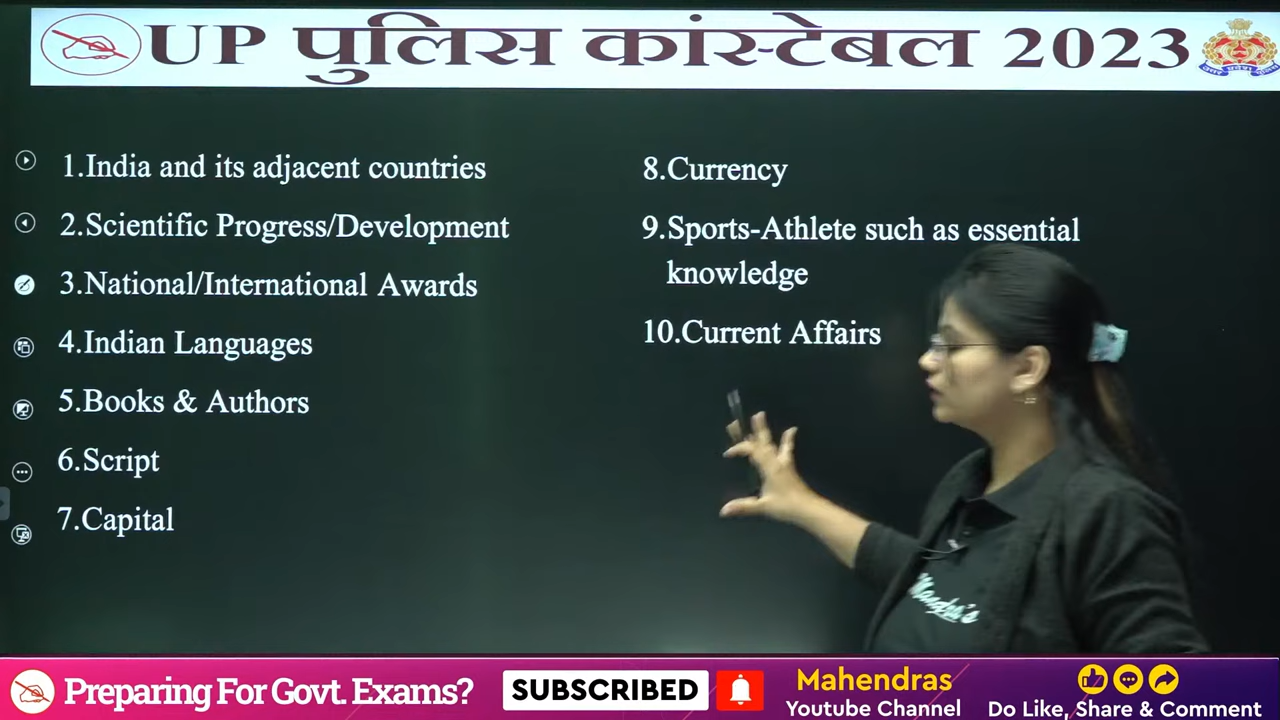 UP पुलिस कांस्टेबल 2023
1.India and its adjacent countries
2.Scientific Progress/Development
3.National/International Awards
4.Indian Languages
5.Books & Authors
6.Script
7.Capital
8.Currency
9.Sports-Athlete such as essential
knowledge
10.Current Affairs
Preparing For Govt. Exams?
SUBSCRIBED
Mahendras
Youtube Channel
Do Like, Share & Comment